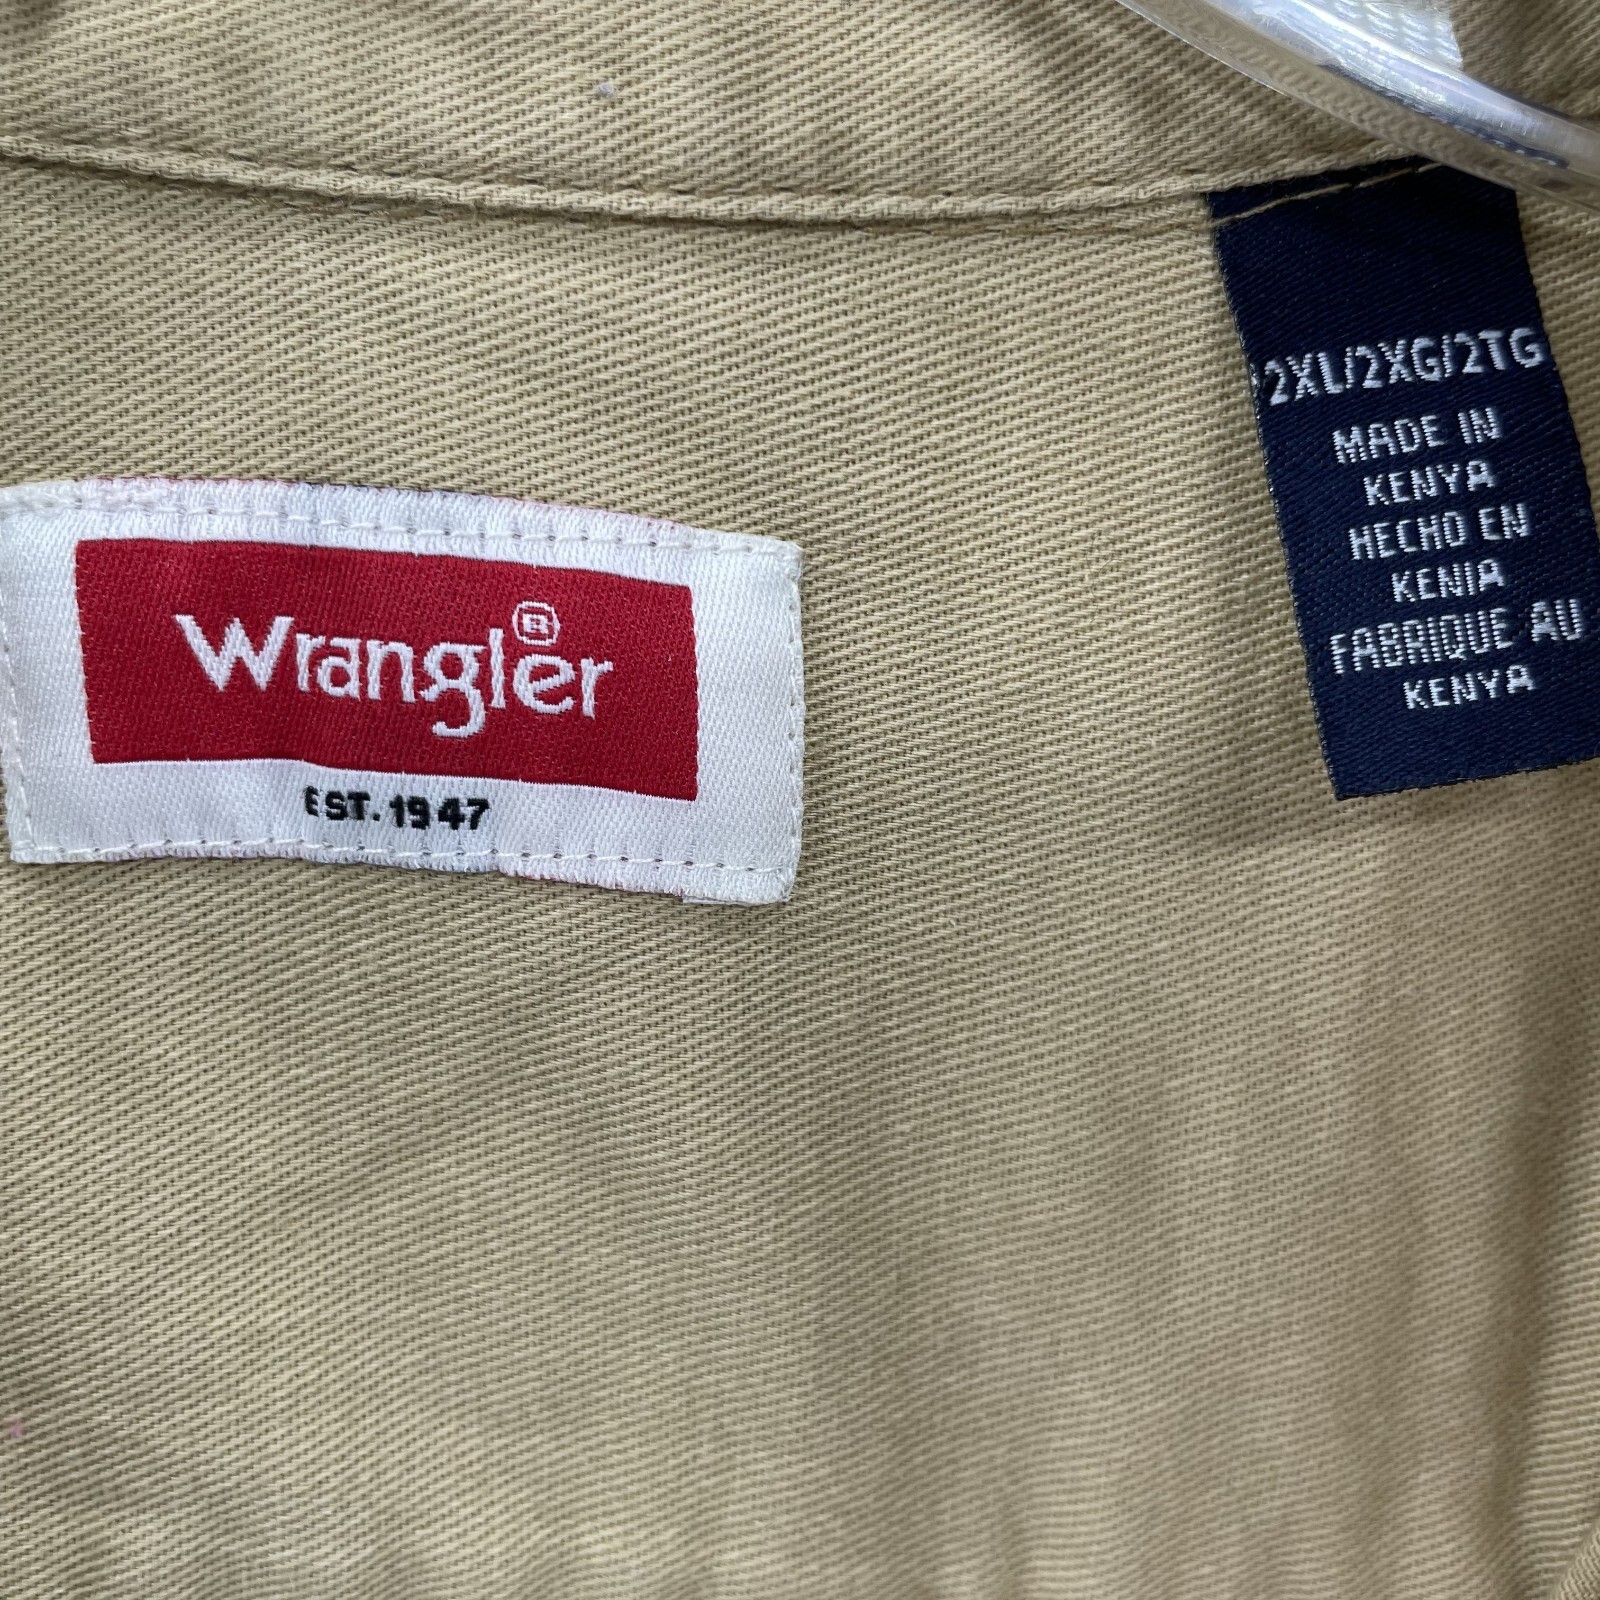 Wrangler®
EST. 1947
2XL/2XG/2TG
MADE IN
KENYA
HECHO EN
KENIA
FABRIQUE AU
KENYA